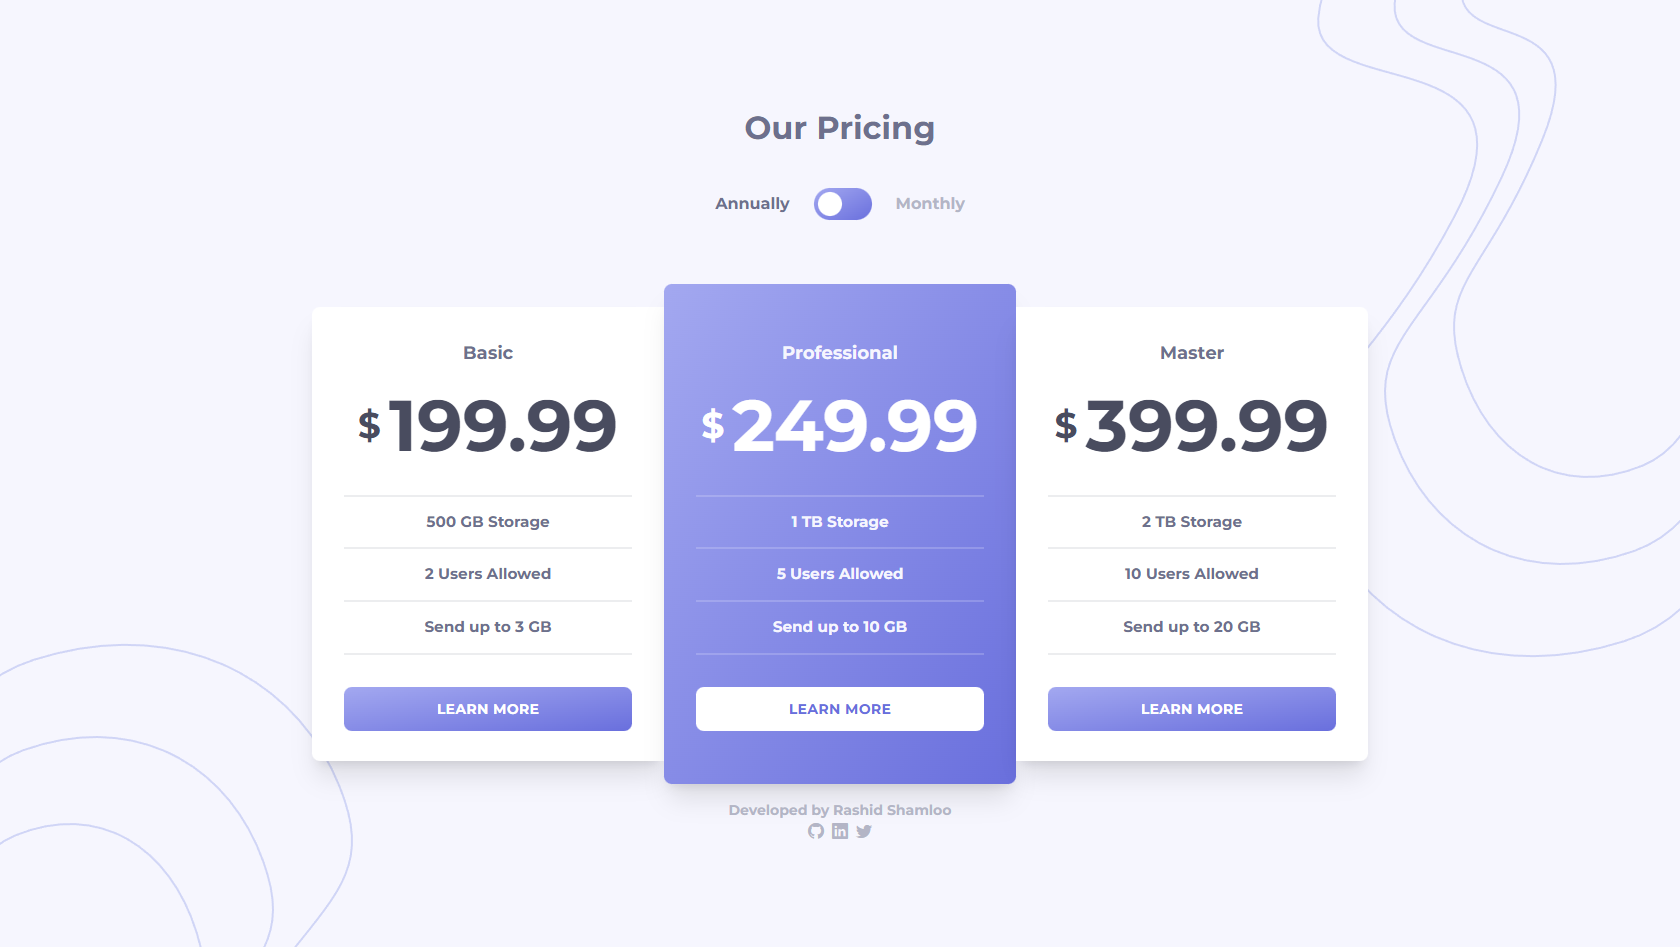 Our Pricing
Annually
Monthly
Basic
$ 199.99
500 GB Storage
2 Users Allowed
Send up to 3 GB
LEARN MORE
Professional
$ 249.99
1 TB Storage
5 Users Allowed
Send up to 10 GB
LEARN MORE
Master
$ 399.99
2 TB Storage
10 Users Allowed
Send up to 20 GB
LEARN MORE
Developed by Rashid Shamloo